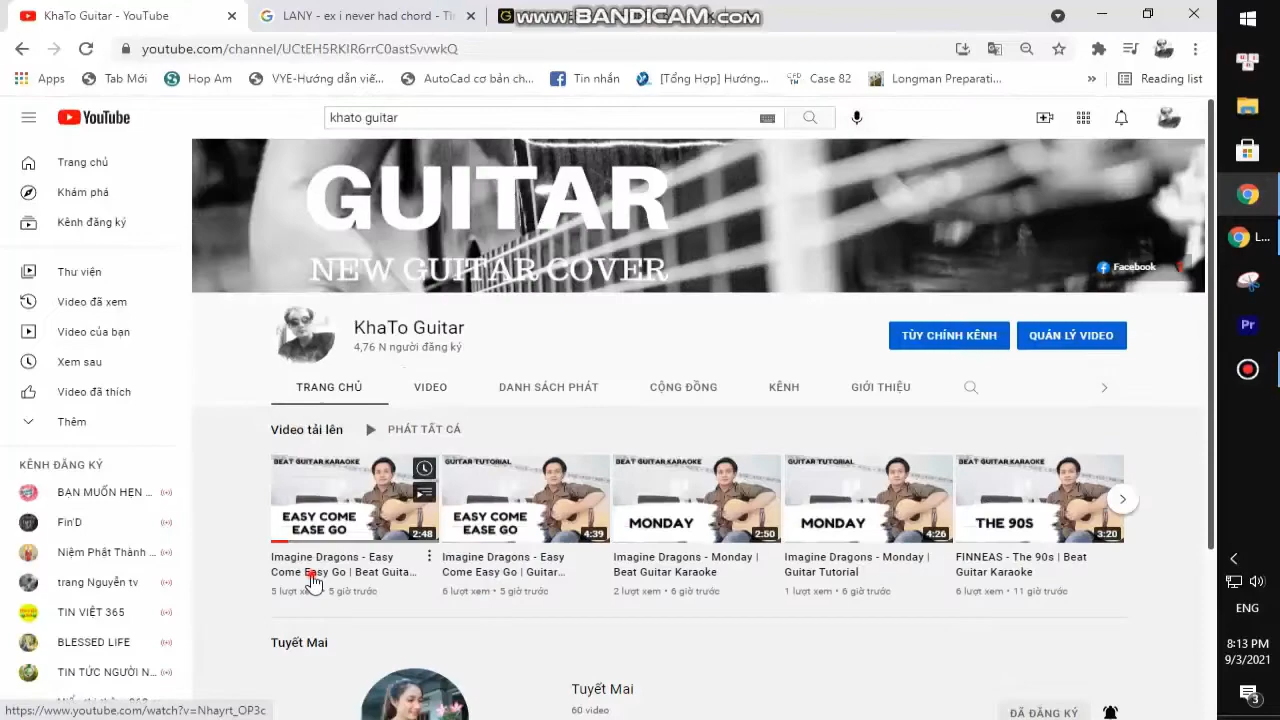 KhaTo Guitar - YouTube
LANY - ex i never had chord - Ti
www.BANDICAM.com
youtube.com/channel/UCtEH5RKIR6rrC0astSvvwkQ
Apps
Tab Mới
Hop Am
VYE-Hướng dẫn viế...
AutoCad cơ bản ch...
Tin nhắn
[Tổng Hợp] Hướng...
Case 82
Longman Preparati...
»
Reading list
YouTube
khato guitar
Trang chủ
Khám phá
Kênh đăng ký
Thư viện
Video đã xem
Video của bạn
Xem sau
Video đã thích
Thêm
KÊNH ĐĂNG KÝ
BẠN MUỐN HẸN ...
Fin'D
Niệm Phật Thành ...
trang Nguyễn tv
TIN VIỆT 365
BLESSED LIFE
TIN TỨC NGƯỜI N...
https://www.youtube.com/watch?v=Nhayrt_OP3c
GUITAR
NEW GUITAR COVER
Facebook
KhaTo Guitar
4,76 N người đăng ký
TÙY CHỈNH KÊNH
QUẢN LÝ VIDEO
TRANG CHỦ
VIDEO
DANH SÁCH PHÁT
CỘNG ĐỒNG
KÊNH
GIỚI THIỆU
Video tải lên
PHÁT TẤT CẢ
BEAT GUITAR KARAOKE
EASY COME
EASE GO
2:48
GUITAR TUTORIAL
EASY COME
EASE GO
4:39
BEAT GUITAR KARAOKE
MONDAY
2:50
GUITAR TUTORIAL
MONDAY
4:26
BEAT GUITAR KARAOKE
THE 90S
3:20
Imagine Dragons - Easy
Come Easy Go | Beat Guita...
5 lượt xem • 5 giờ trước
Imagine Dragons - Easy
Come Easy Go | Guitar...
6 lượt xem • 5 giờ trước
Imagine Dragons - Monday |
Beat Guitar Karaoke
2 lượt xem • 6 giờ trước
Imagine Dragons - Monday |
Guitar Tutorial
1 lượt xem • 6 giờ trước
FINNEAS - The 90s | Beat
Guitar Karaoke
6 lượt xem • 11 giờ trước
Tuyết Mai
Tuyết Mai
60 video
ĐÃ ĐĂNG KÝ
L...
Pr
ENG
8:13 PM
9/3/2021
3